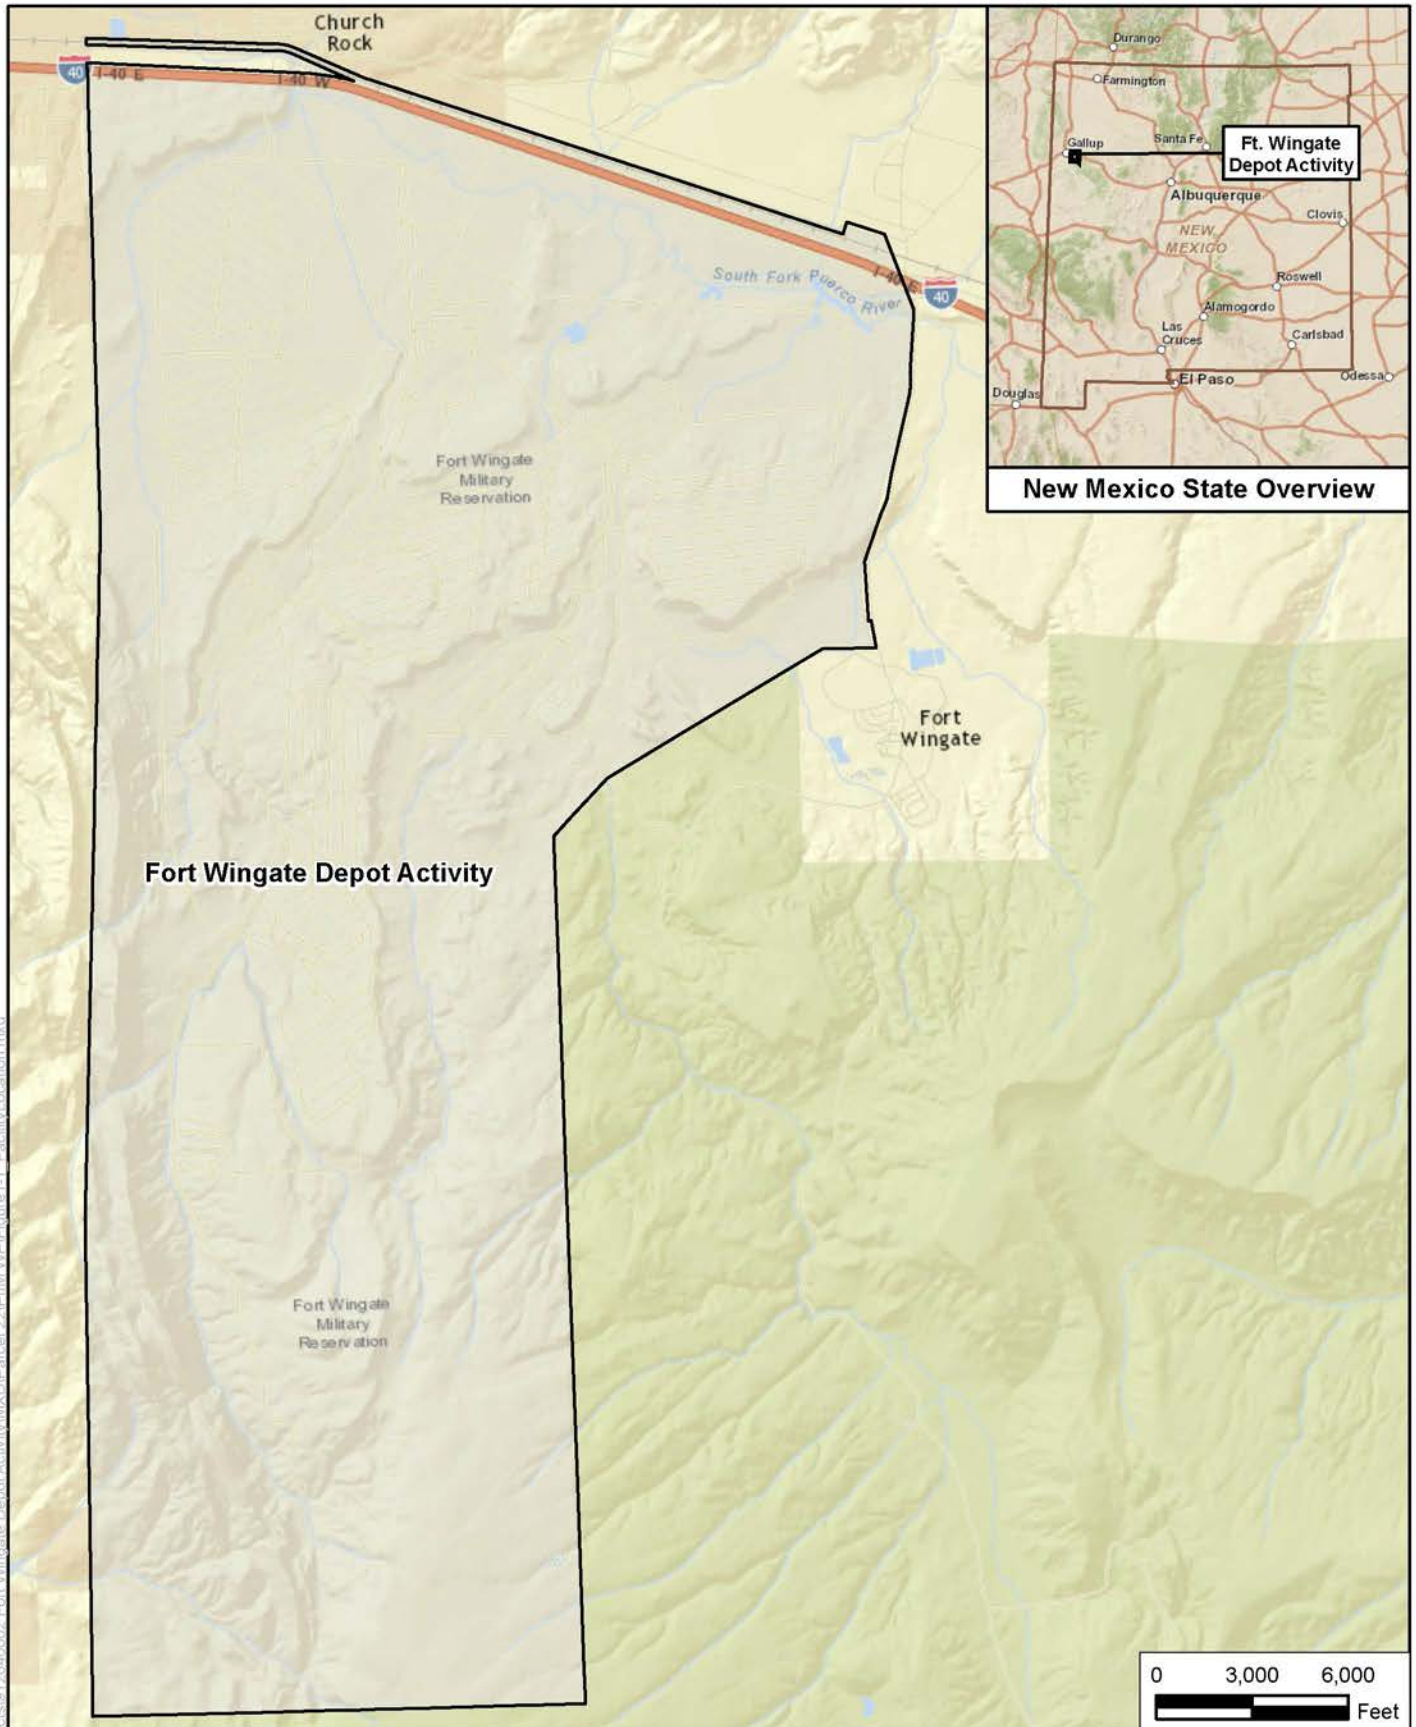 Church
Rock
40
I-40 E
I-40 W
South Fork Puerco River
I-40 E
40
Fort Wingate
Military
Reservation
Fort
Wingate
Fort Wingate Depot Activity
Fort Wingate
Military
Reservation
Durango
Farmington
Gallup
Santa Fe
Ft. Wingate
Depot Activity
Albuquerque
Clovis
NEW
MEXICO
Roswell
Alamogordo
Las
Cruces
Carlsbad
El Paso
Odessa
Douglas
New Mexico State Overview
0 3,000 6,000
Feet